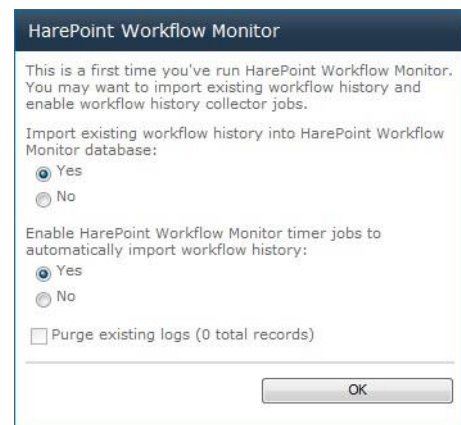 HarePoint Workflow Monitor
This is a first time you've run HarePoint Workflow Monitor.
You may want to import existing workflow history and
enable workflow history collector jobs.
Import existing workflow history into HarePoint Workflow
Monitor database:
Yes
No
Enable HarePoint Workflow Monitor timer jobs to
automatically import workflow history:
Yes
No
Purge existing logs (0 total records)
OK